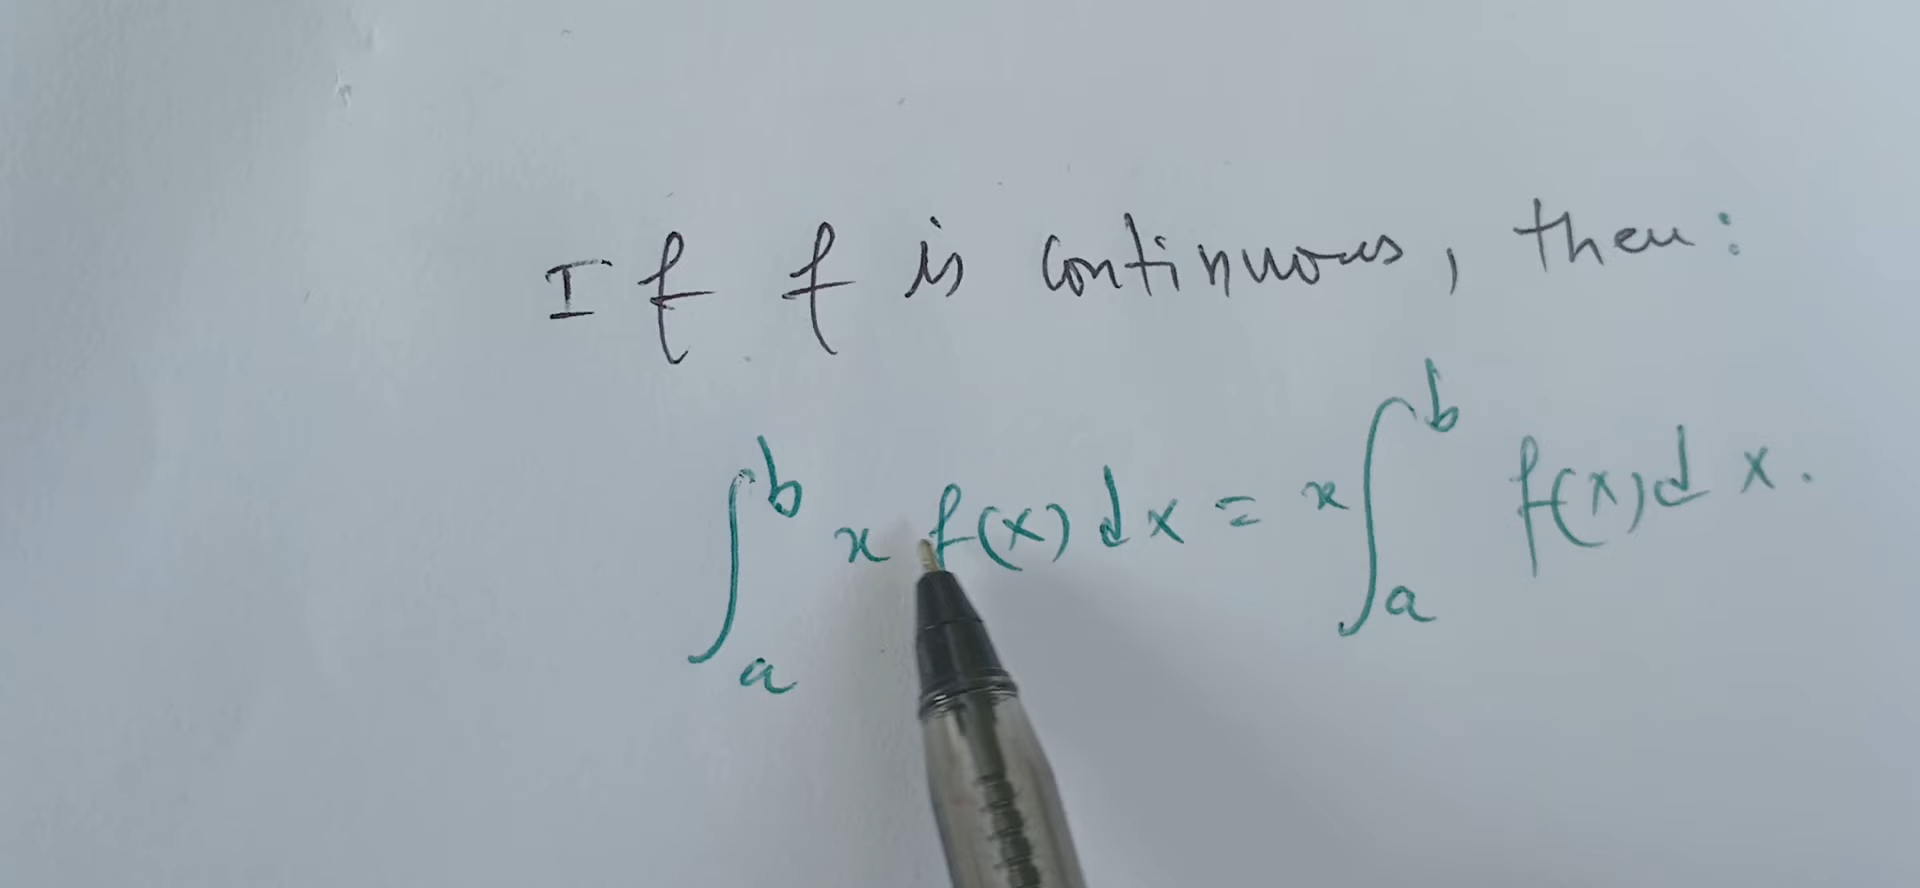 If f is continuous, then:
∫_a^b x f(x) dx = x ∫_a^b f(x) dx.